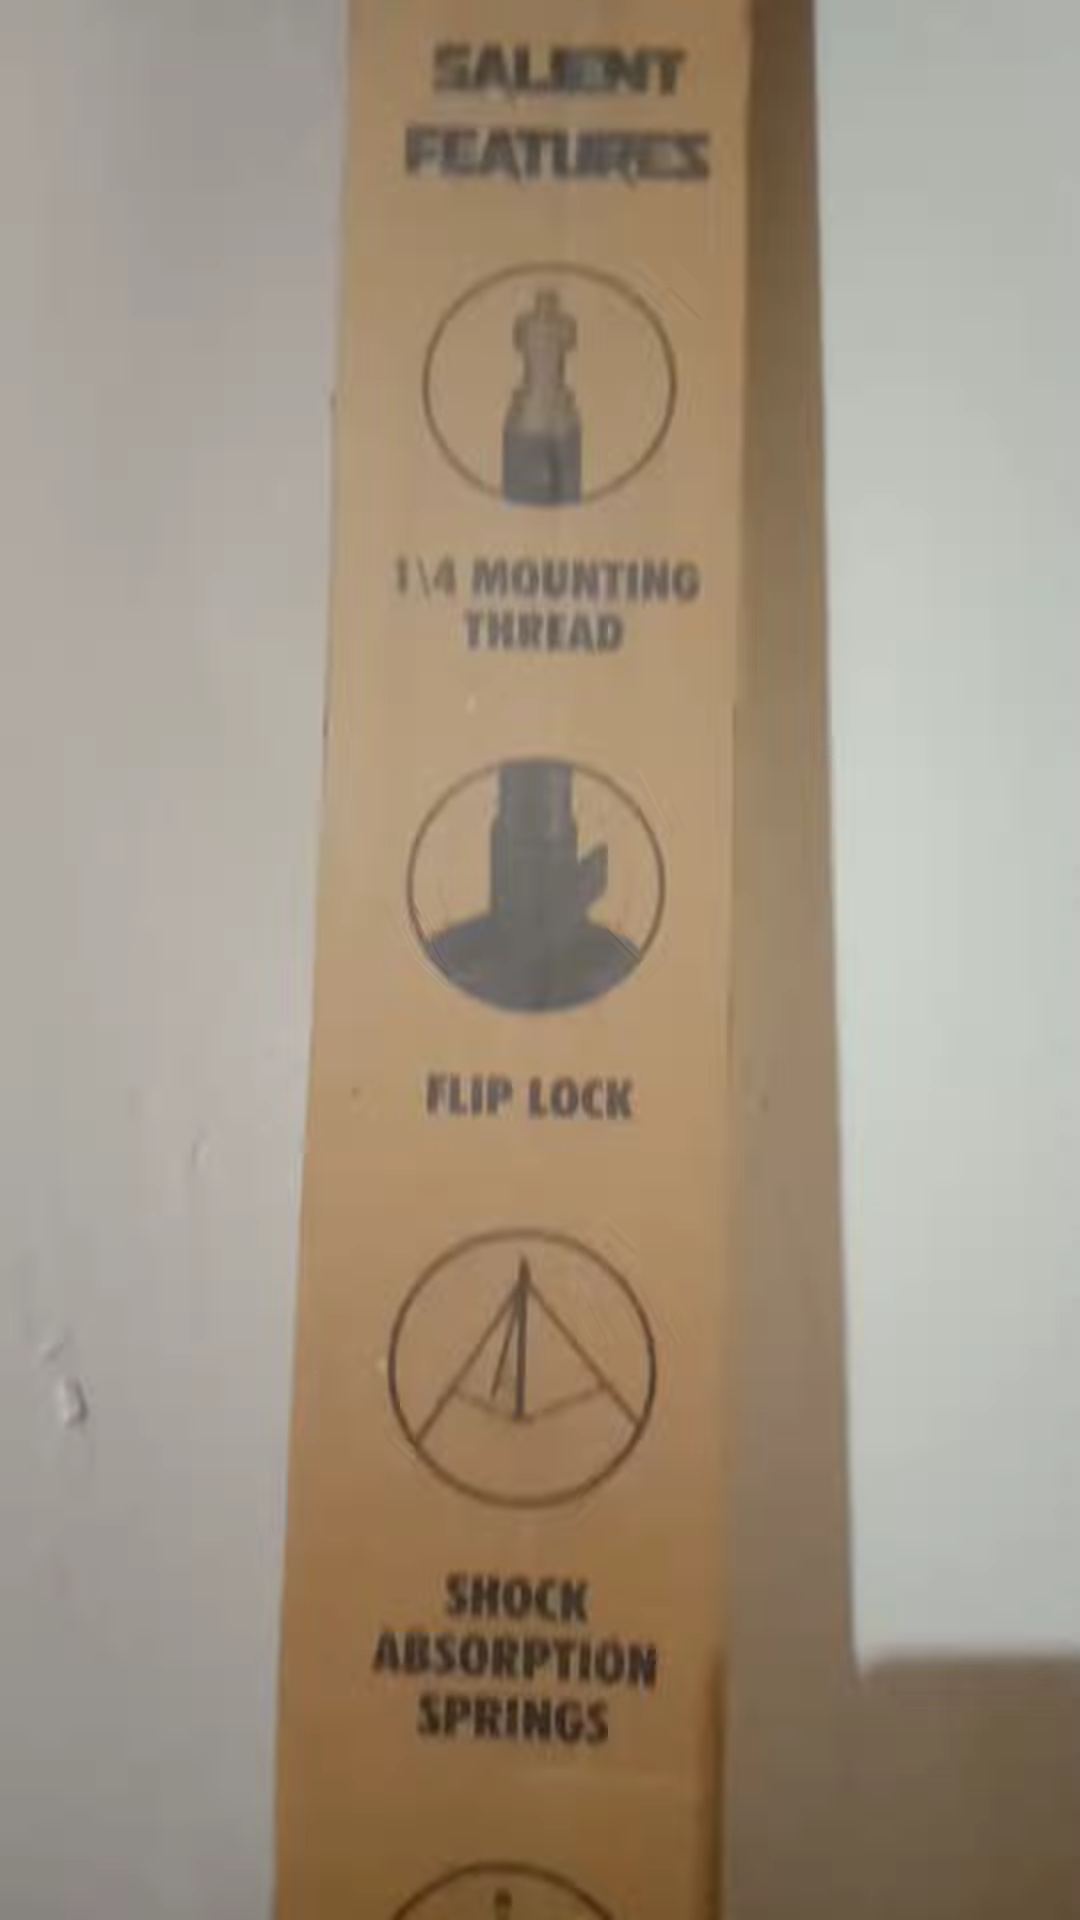 SALIENT
FEATURES
1\4 MOUNTING
THREAD
FLIP LOCK
SHOCK
ABSORPTION
SPRINGS